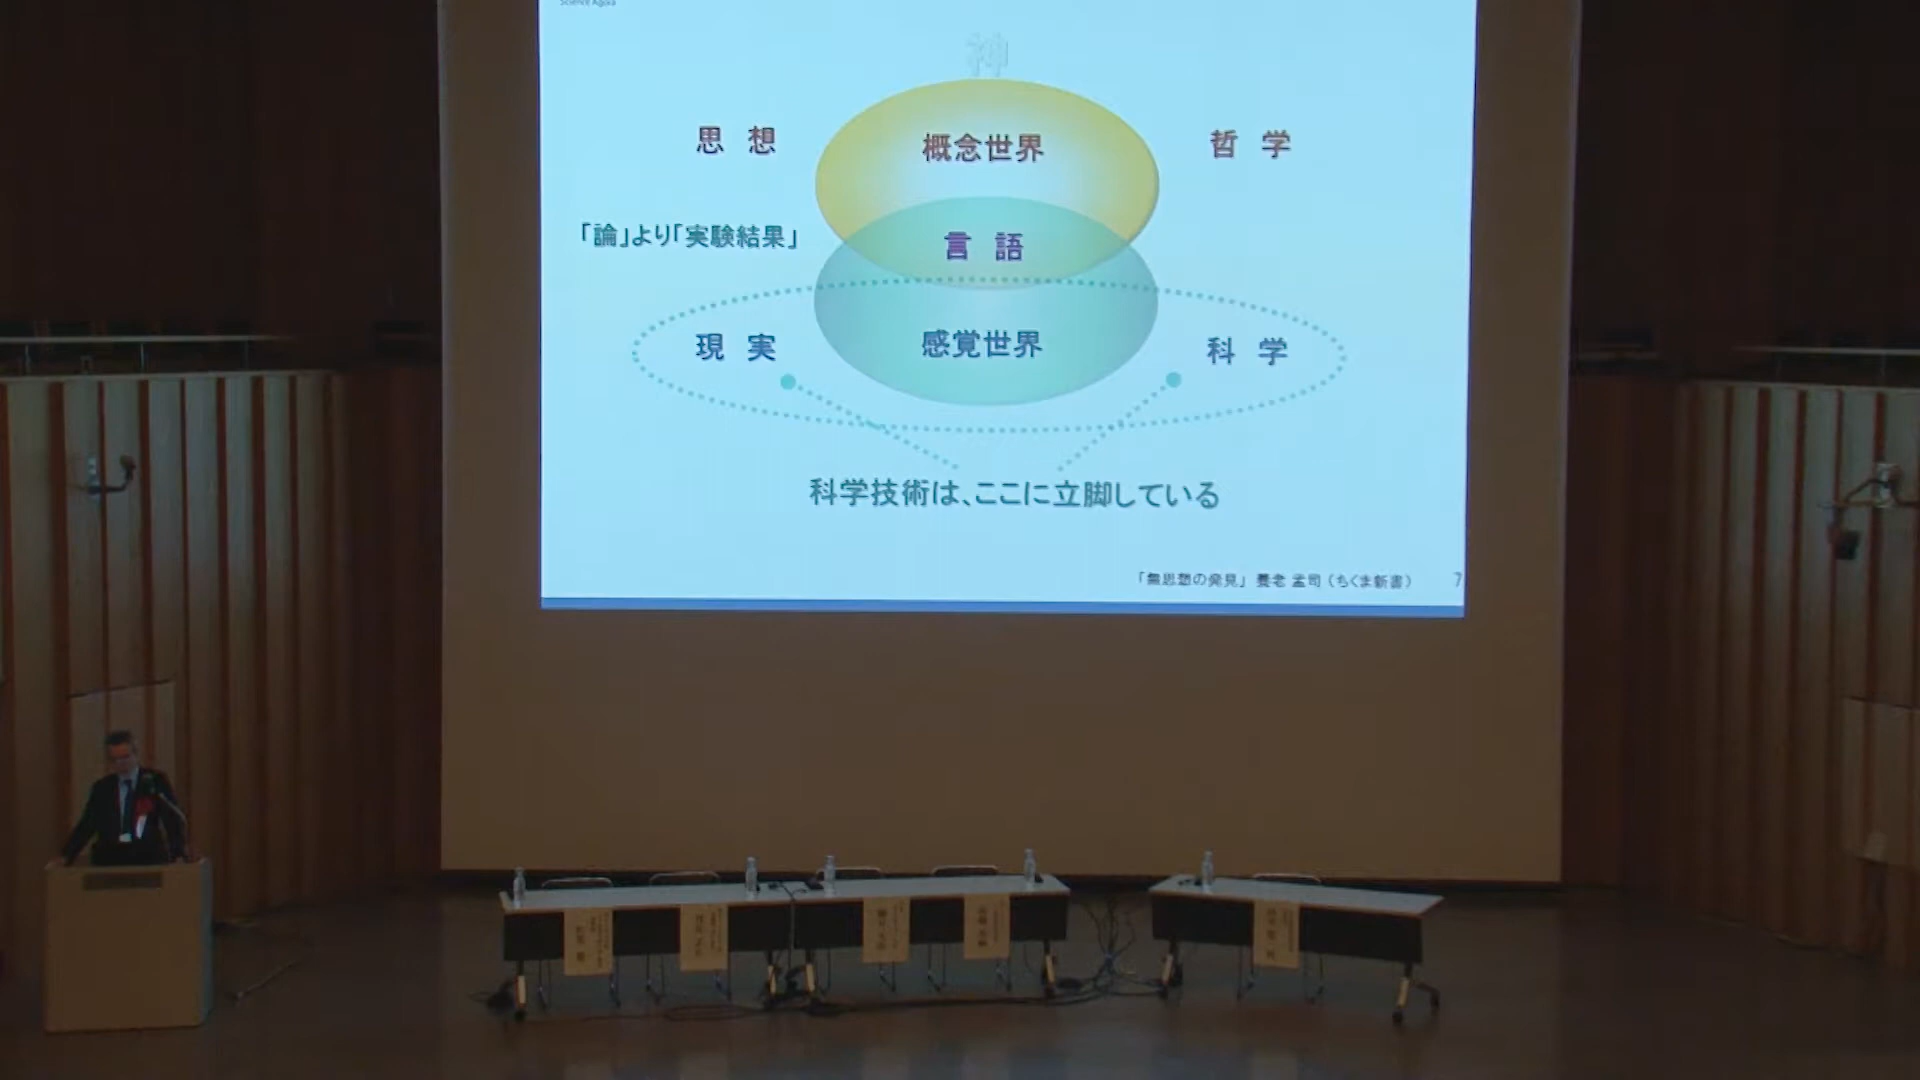 Science Agora
神
思 想
概念世界
哲 学
「論」より「実験結果」
言 語
現 実
感覚世界
科 学
科学技術は、ここに立脚している
「無思想の発見」 養老 孟司（ちくま新書）
7